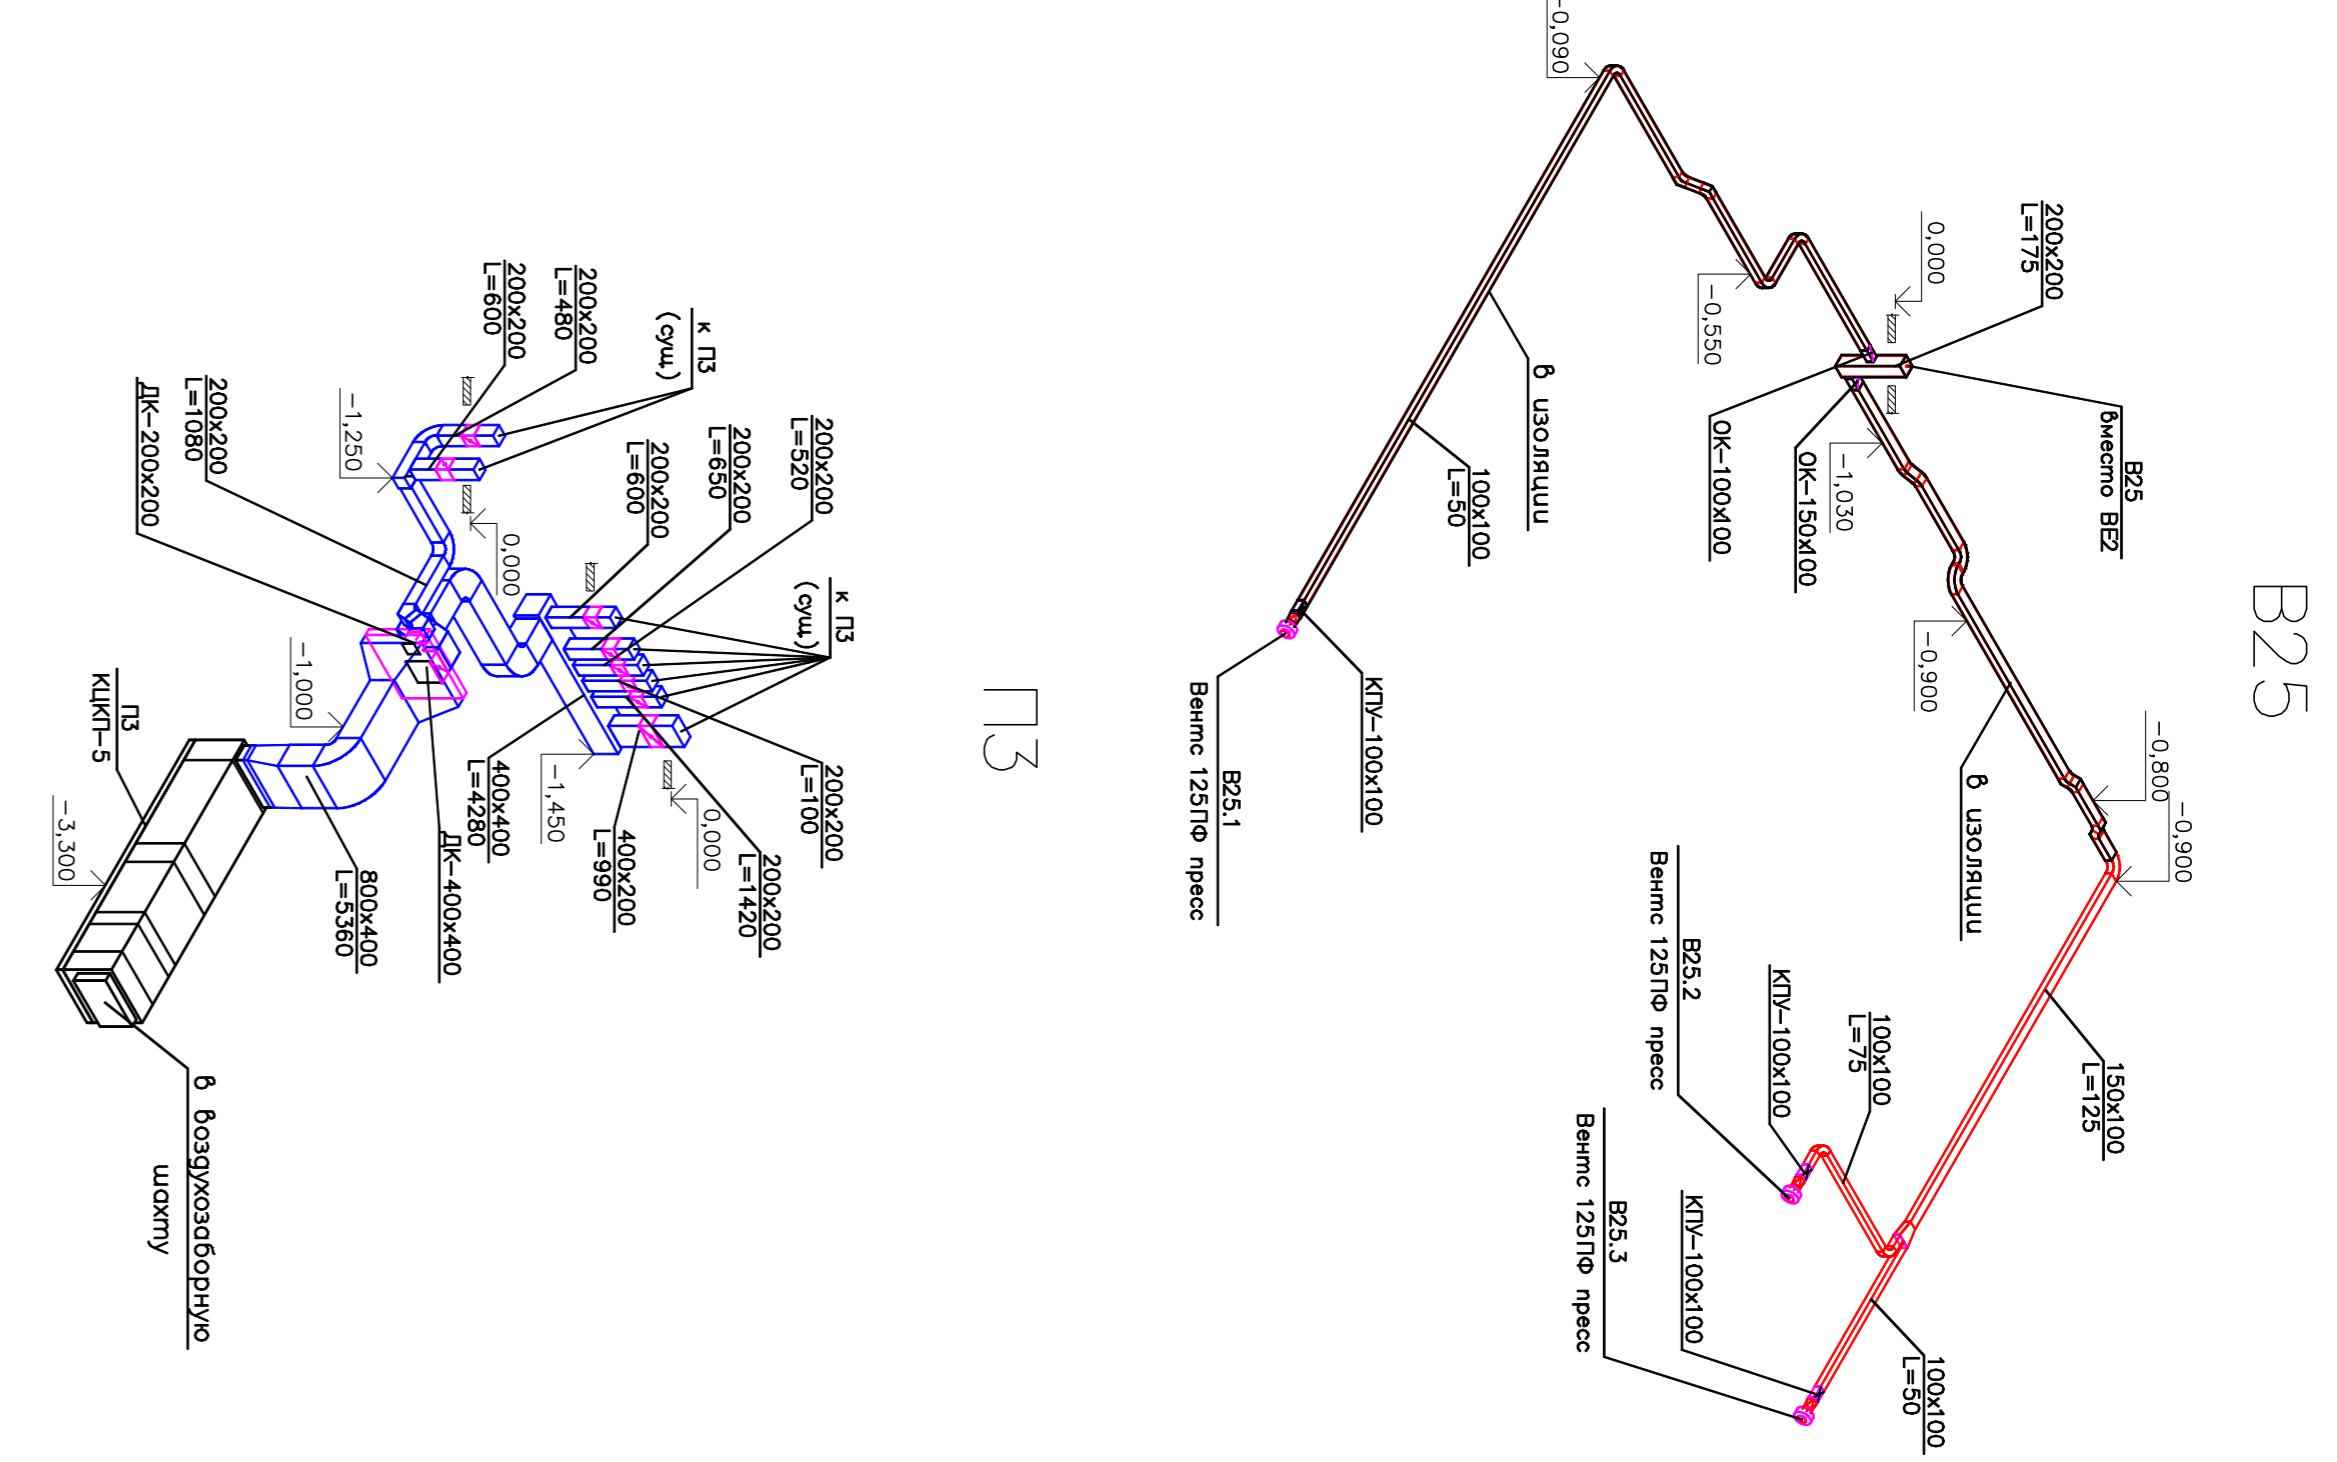 В25
-0,090
0,000
200х200
L=175
-0,550
В25
вместо ВЕ2
ОК-100х100
ОК-150х100
-1,030
-0,900
-0,800
-0,900
в изоляции
100х100
L=50
в изоляции
КПУ-100х100
В25.1
Вентс 125ПФ пресс
В25.2
Вентс 125ПФ пресс
КПУ-100х100
100х100
L=75
150х100
L=125
В25.3
Вентс 125ПФ пресс
КПУ-100х100
100х100
L=50
П3
к П3
(сущ.)
200х200
L=480
200х200
L=600
-1,250
200х200
L=1080
ДК-200х200
0,000
к П3
(сущ.)
200х200
L=520
200х200
L=650
200х200
L=600
-1,000
П3
КЦКП-5
-3,300
800х400
L=5360
ДК-400х400
400х400
L=4280
-1,450
400х200
L=990
0,000
200х200
L=1420
200х200
L=100
в воздухозаборную
шахту